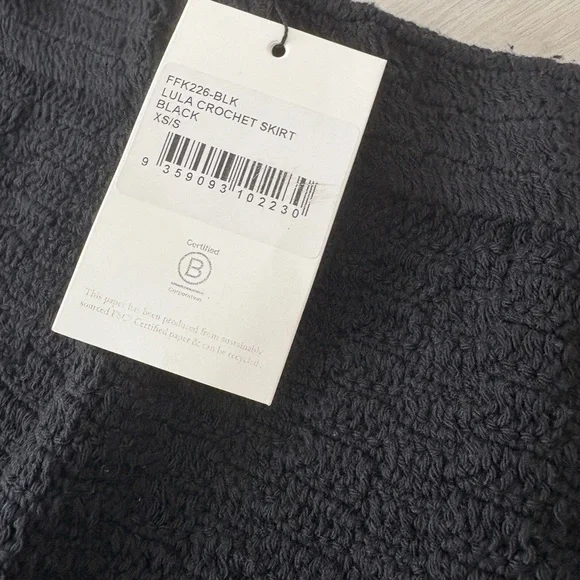 FFK226-BLK
LULA CROCHET SKIRT
BLACK
XS/S
9 359093 102230
Certified
B
Corporation
This paper has been produced from sustainably
sourced FSC® Certified paper & can be recycled.